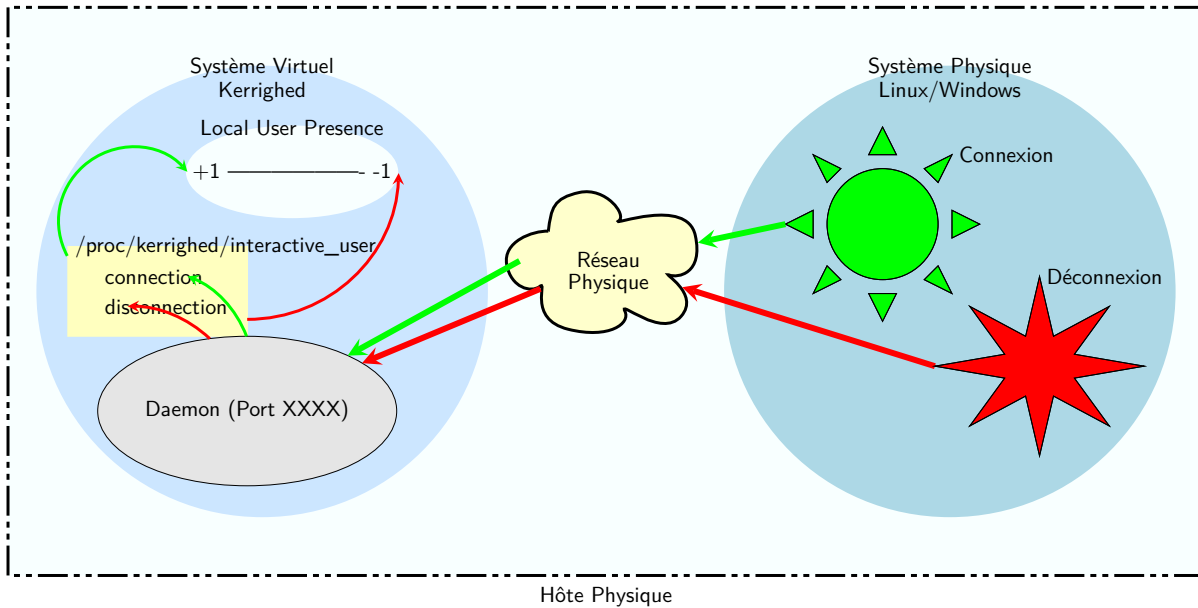 Système Virtuel
Kerrighed
Local User Presence
+1 ——————- -1
/proc/kerrighed/interactive_user
connection
disconnection
Daemon (Port XXXX)
Réseau
Physique
Système Physique
Linux/Windows
Connexion
Déconnexion
Hôte Physique